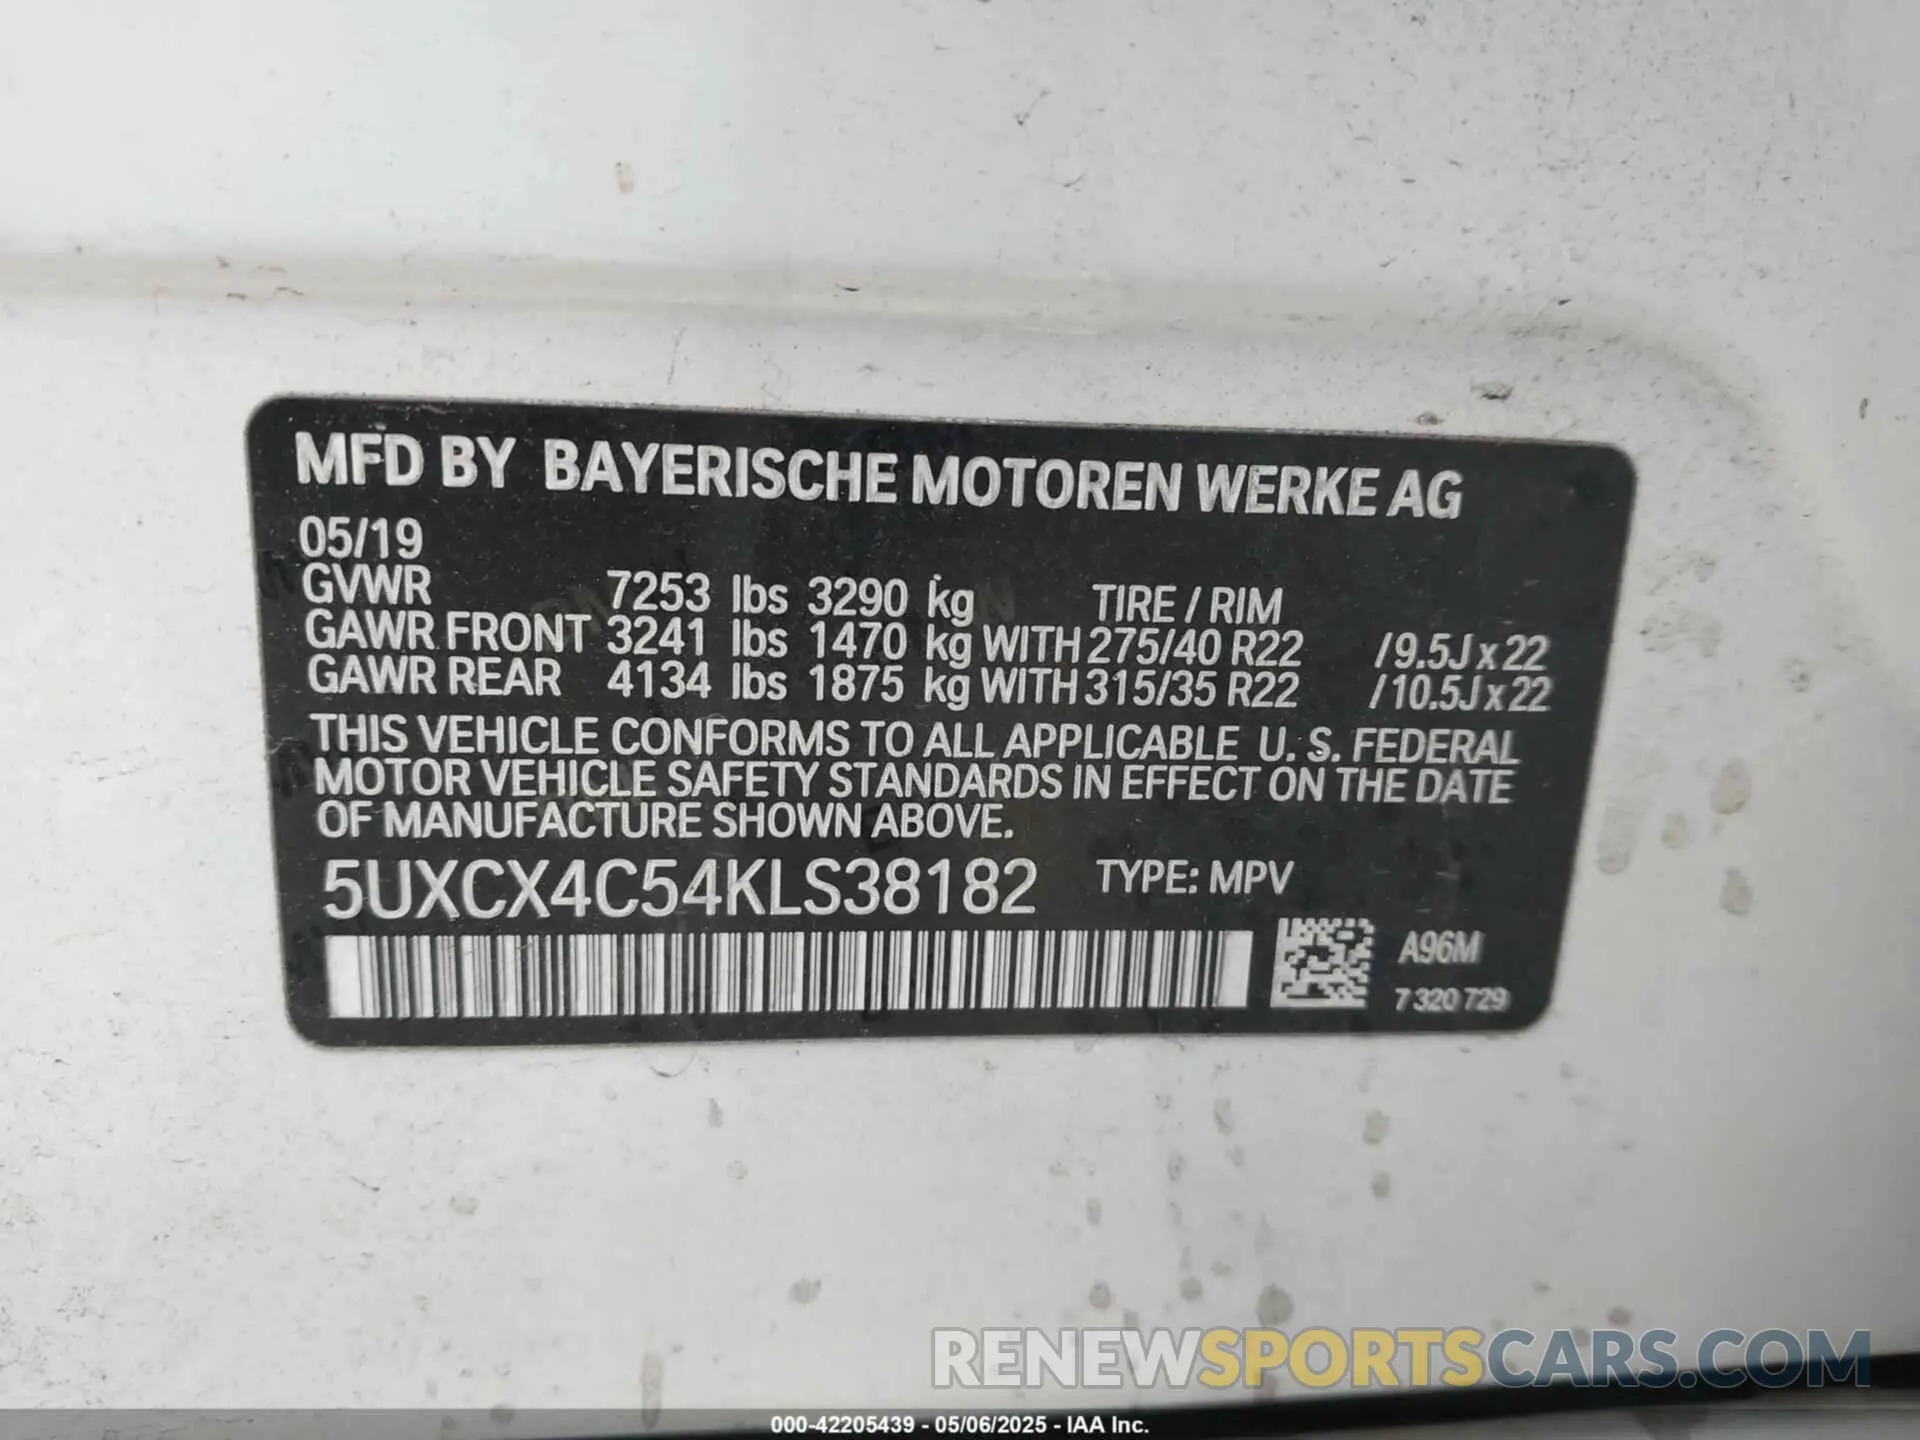 MFD BY BAYERISCHE MOTOREN WERKE AG
05/19
GVWR 7253 lbs 3290 kg TIRE / RIM
GAWR FRONT 3241 lbs 1470 kg WITH 275/40 R22 /9.5J x 22
GAWR REAR 4134 lbs 1875 kg WITH 315/35 R22 /10.5J x 22
THIS VEHICLE CONFORMS TO ALL APPLICABLE U. S. FEDERAL
MOTOR VEHICLE SAFETY STANDARDS IN EFFECT ON THE DATE
OF MANUFACTURE SHOWN ABOVE.
5UXCX4C54KLS38182 TYPE: MPV
A96M
7 320 729
RENEWSPORTSCARS.COM
000-42205439 - 05/06/2025 - IAA Inc.